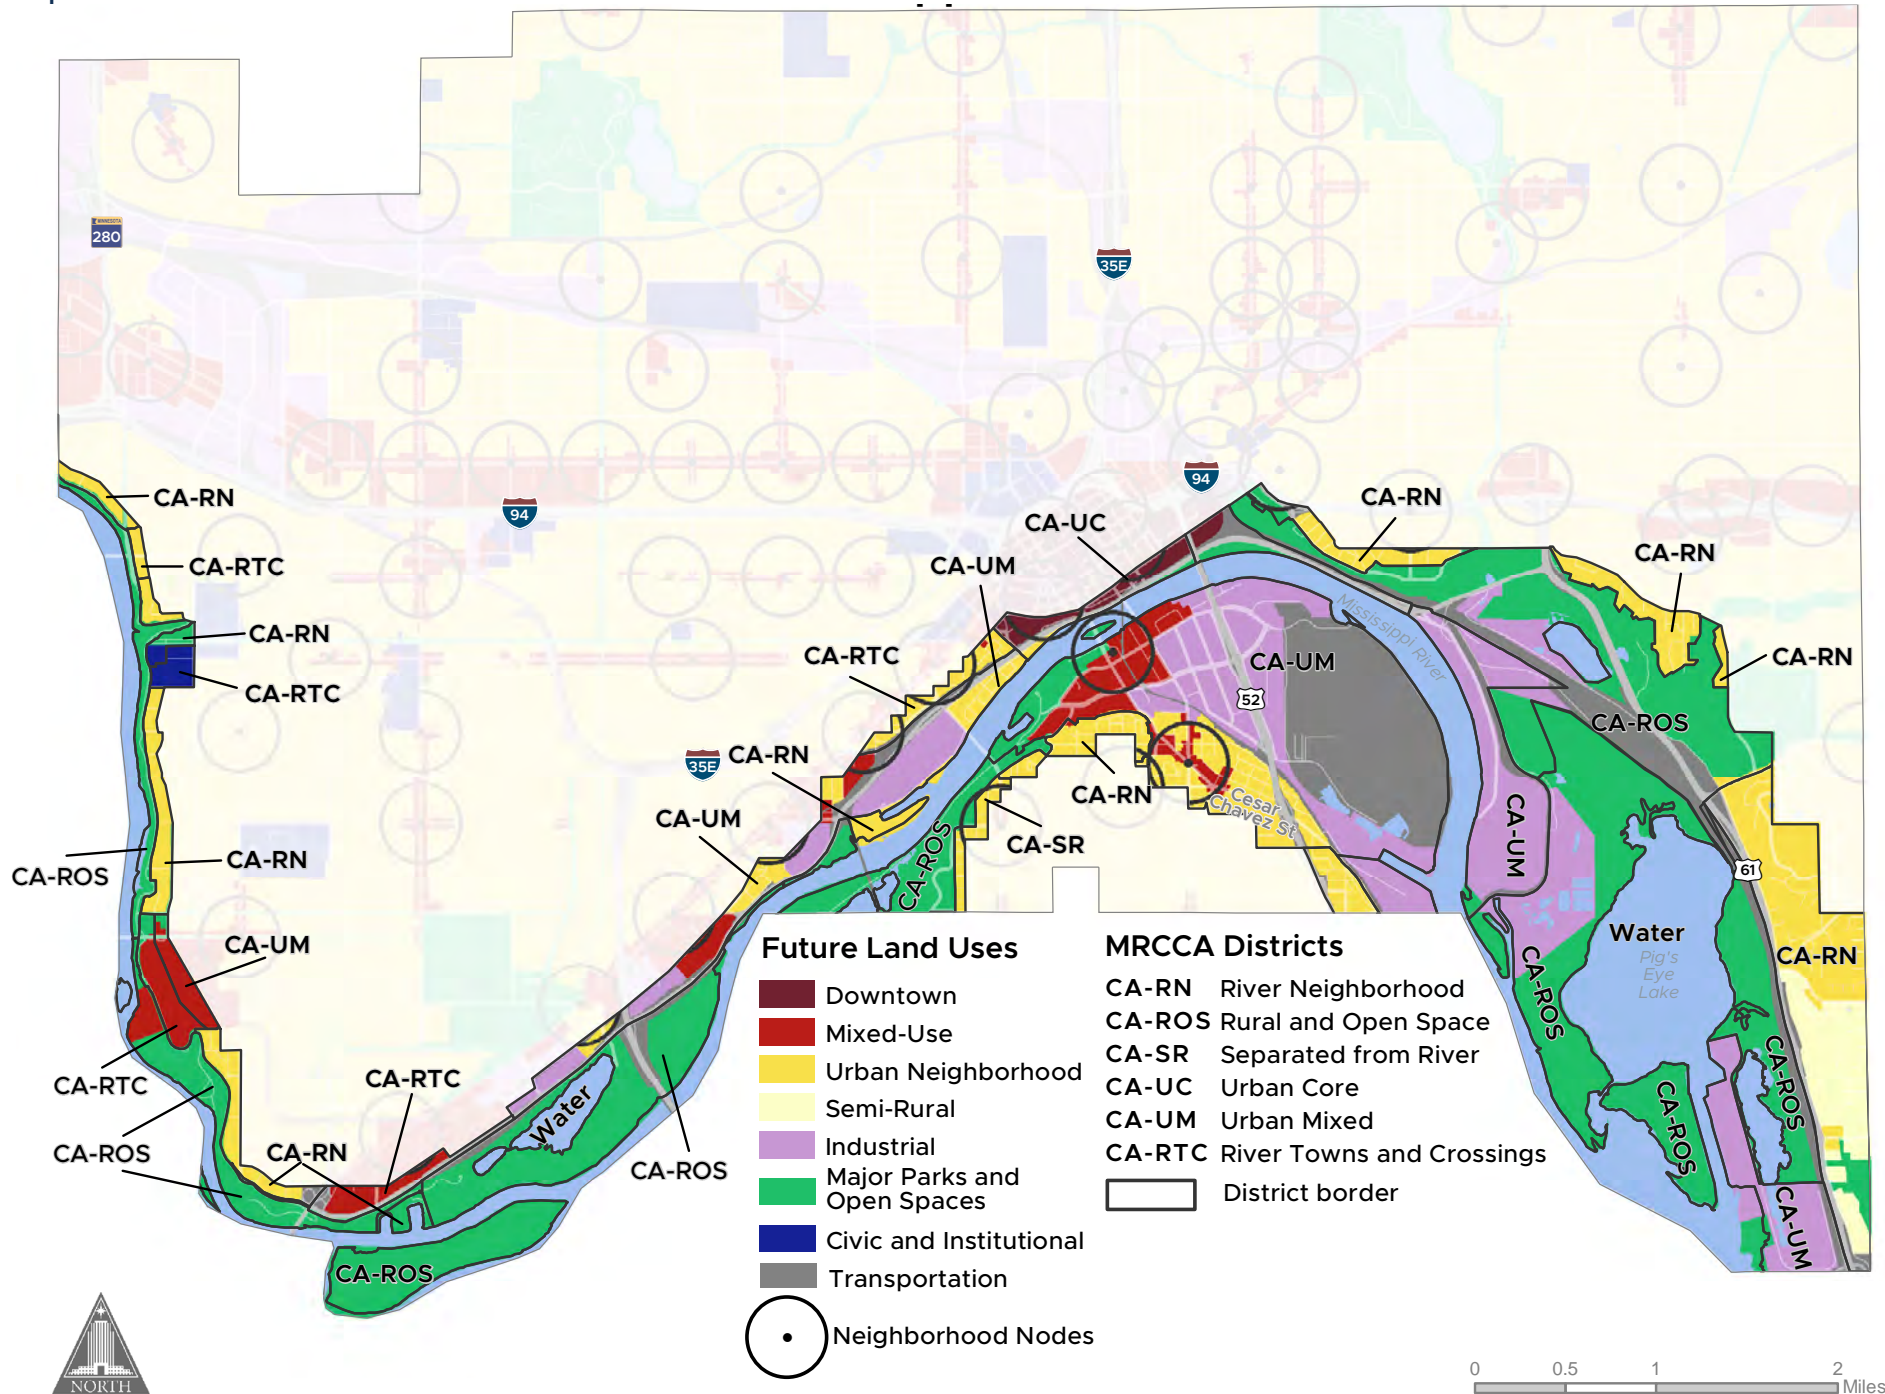 MINNESOTA
280
35E
94
94
CA-RN
CA-RTC
CA-RN
CA-RTC
CA-ROS
CA-RN
CA-UM
CA-RTC
CA-ROS
CA-RN
CA-RTC
CA-ROS
CA-ROS
Water
CA-UM
35E
CA-RN
CA-RTC
CA-UM
CA-UC
CA-ROS
CA-SR
CA-RN
Cesar
Chavez St
52
CA-UM
Mississippi River
CA-RN
CA-RN
CA-RN
CA-ROS
CA-UM
61
Water
Pig's
Eye
Lake
CA-RN
CA-ROS
CA-ROS
CA-ROS
CA-UM
Future Land Uses
Downtown
Mixed-Use
Urban Neighborhood
Semi-Rural
Industrial
Major Parks and
Open Spaces
Civic and Institutional
Transportation
Neighborhood Nodes
MRCCA Districts
CA-RN River Neighborhood
CA-ROS Rural and Open Space
CA-SR Separated from River
CA-UC Urban Core
CA-UM Urban Mixed
CA-RTC River Towns and Crossings
District border
NORTH
0 0.5 1 2
Miles